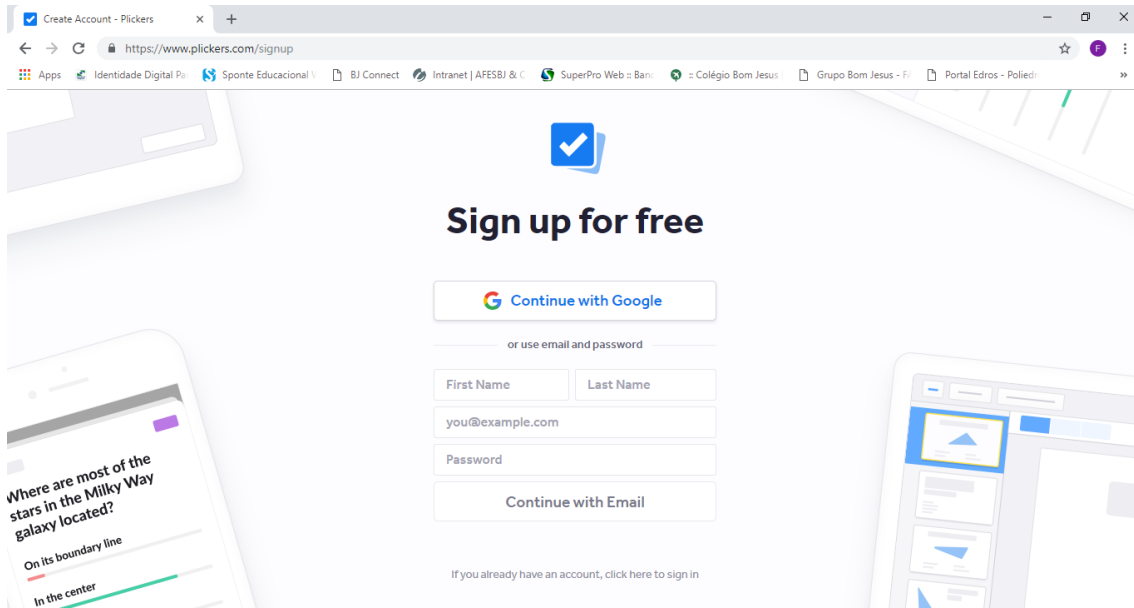 Create Account - Plickers
https://www.plickers.com/signup
Apps Identidade Digital Pa Sponte Educacional BJ Connect Intranet | AFESBJ & C SuperPro Web :: Banc :: Colégio Bom Jesus Grupo Bom Jesus - Portal Edros - Poliedr »
F
Sign up for free
G Continue with Google
or use email and password
First Name Last Name
you@example.com
Password
Continue with Email
If you already have an account, click here to sign in
Where are most of the
stars in the Milky Way
galaxy located?
On its boundary line
In the center